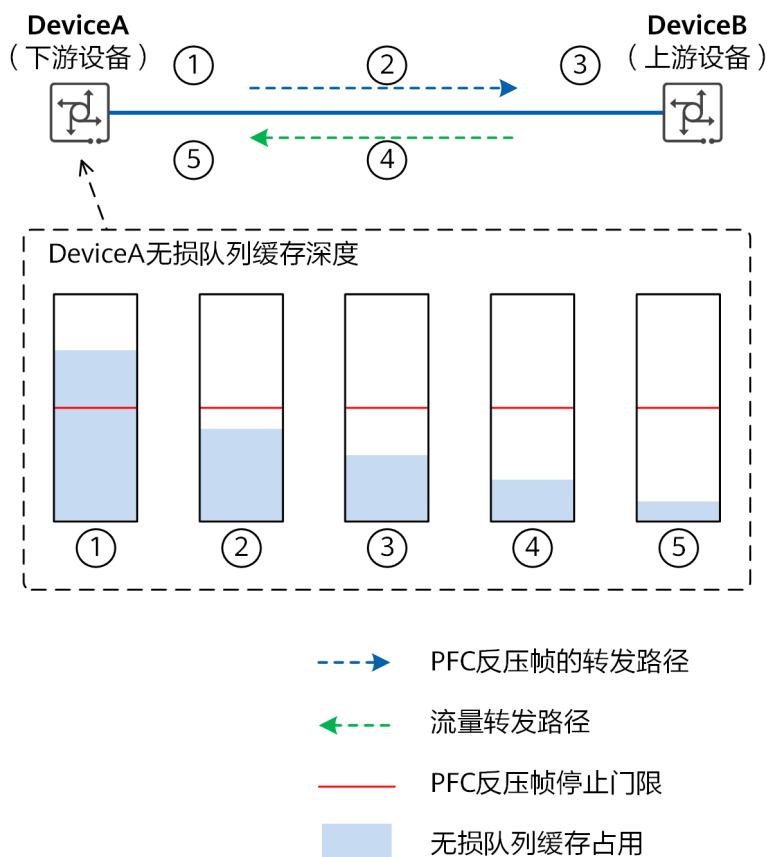 DeviceA
（下游设备）
DeviceB
（上游设备）
①
②
③
⑤
④
DeviceA无损队列缓存深度
①
②
③
④
⑤
PFC反压帧的转发路径
流量转发路径
PFC反压帧停止门限
无损队列缓存占用